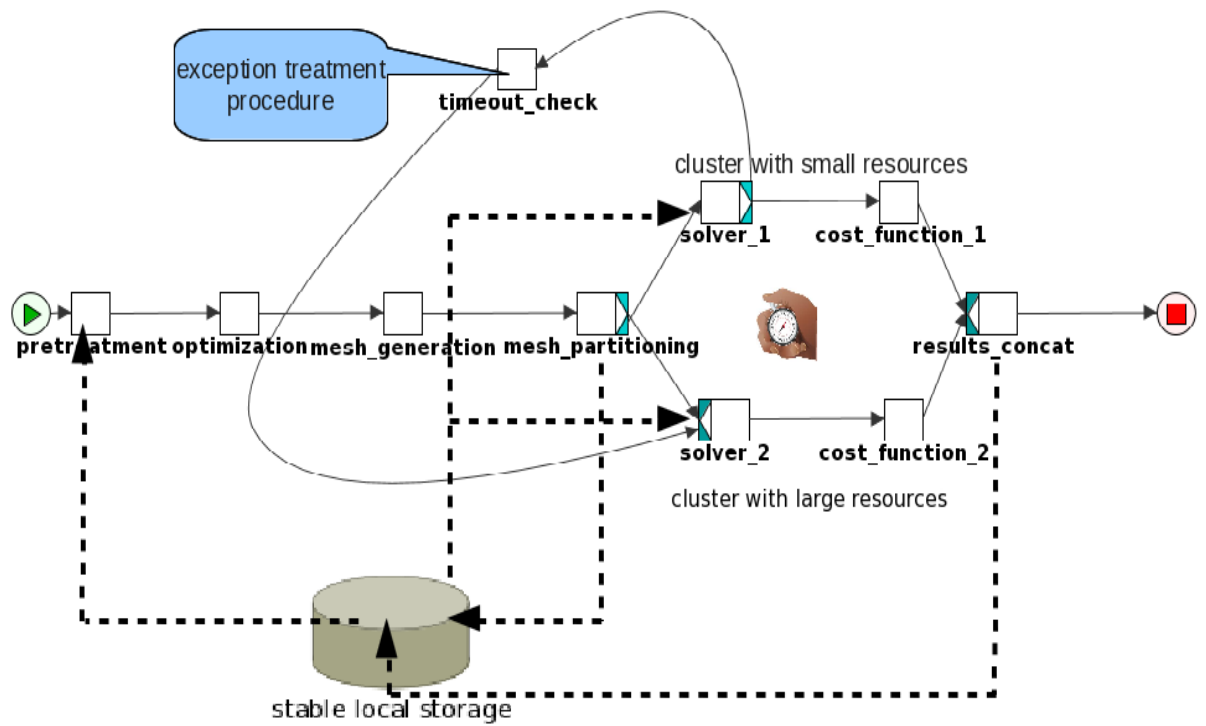 exception treatment
procedure
timeout_check
cluster with small resources
solver_1
cost_function_1
pretreatment
optimization
mesh_generation
mesh_partitioning
results_concat
solver_2
cost_function_2
cluster with large resources
stable local storage